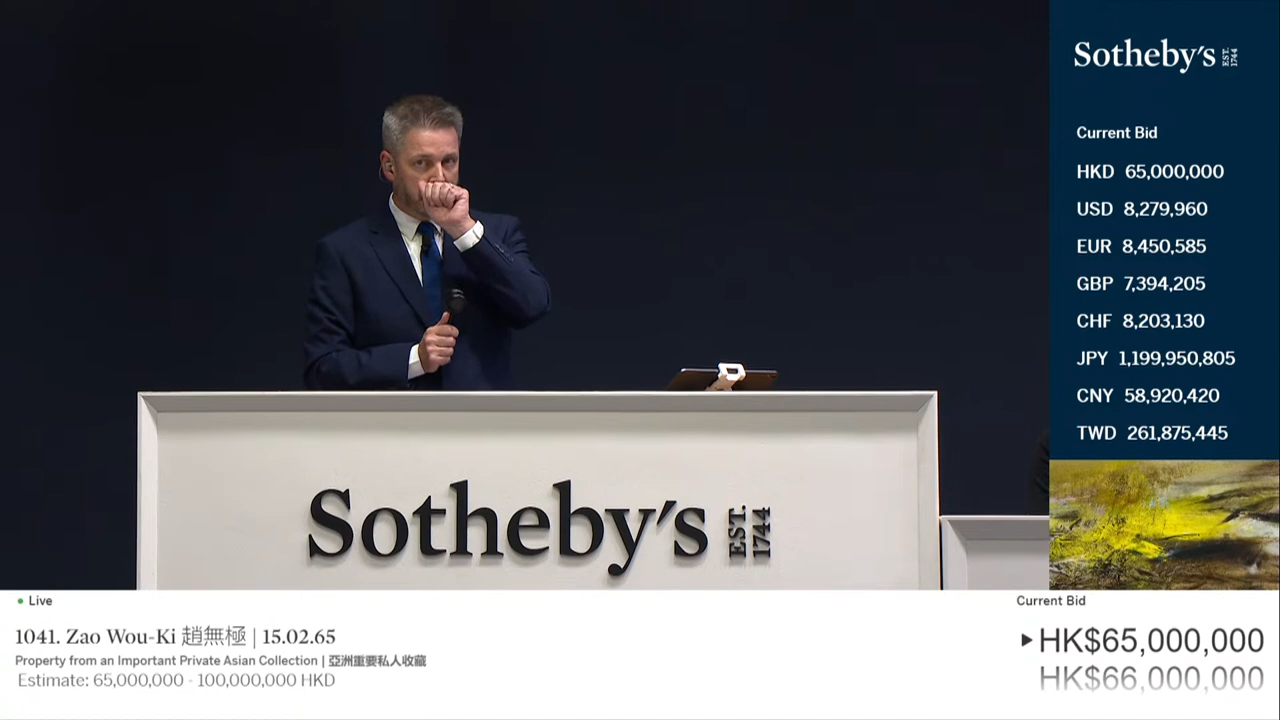 Sotheby's EST. 1744
Current Bid
HKD 65,000,000
USD 8,279,960
EUR 8,450,585
GBP 7,394,205
CHF 8,203,130
JPY 1,199,950,805
CNY 58,920,420
TWD 261,875,445
Sotheby's EST. 1744
Live
1041. Zao Wou-Ki 趙無極 | 15.02.65
Property from an Important Private Asian Collection | 亞洲重要私人收藏
Estimate: 65,000,000 - 100,000,000 HKD
Current Bid
HK$65,000,000
HK$66,000,000